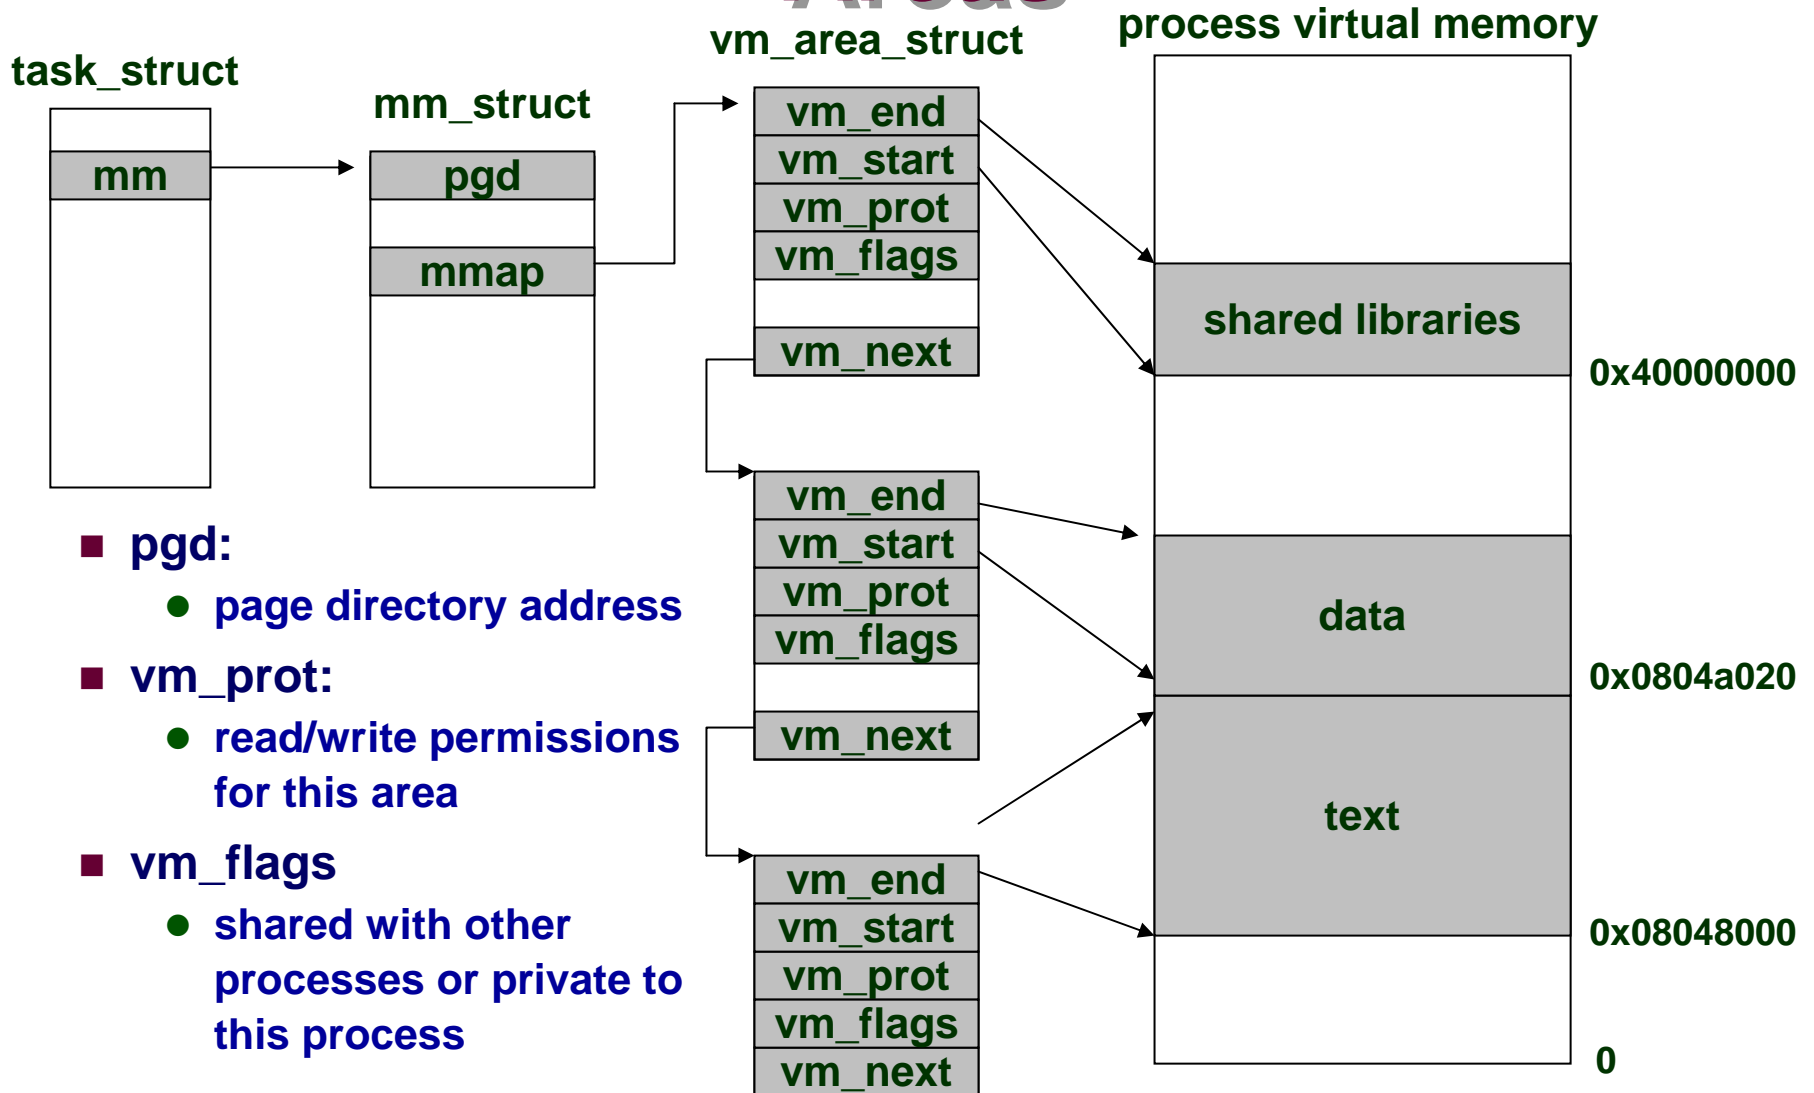 Areas
process virtual memory
vm_area_struct
task_struct
mm_struct
mm
pgd
mmap
vm_end
vm_start
vm_prot
vm_flags
vm_next
vm_end
vm_start
vm_prot
vm_flags
vm_next
vm_end
vm_start
vm_prot
vm_flags
vm_next
shared libraries
0x40000000
data
0x0804a020
text
0x08048000
0
pgd:
page directory address
vm_prot:
read/write permissions
for this area
vm_flags
shared with other
processes or private to
this process